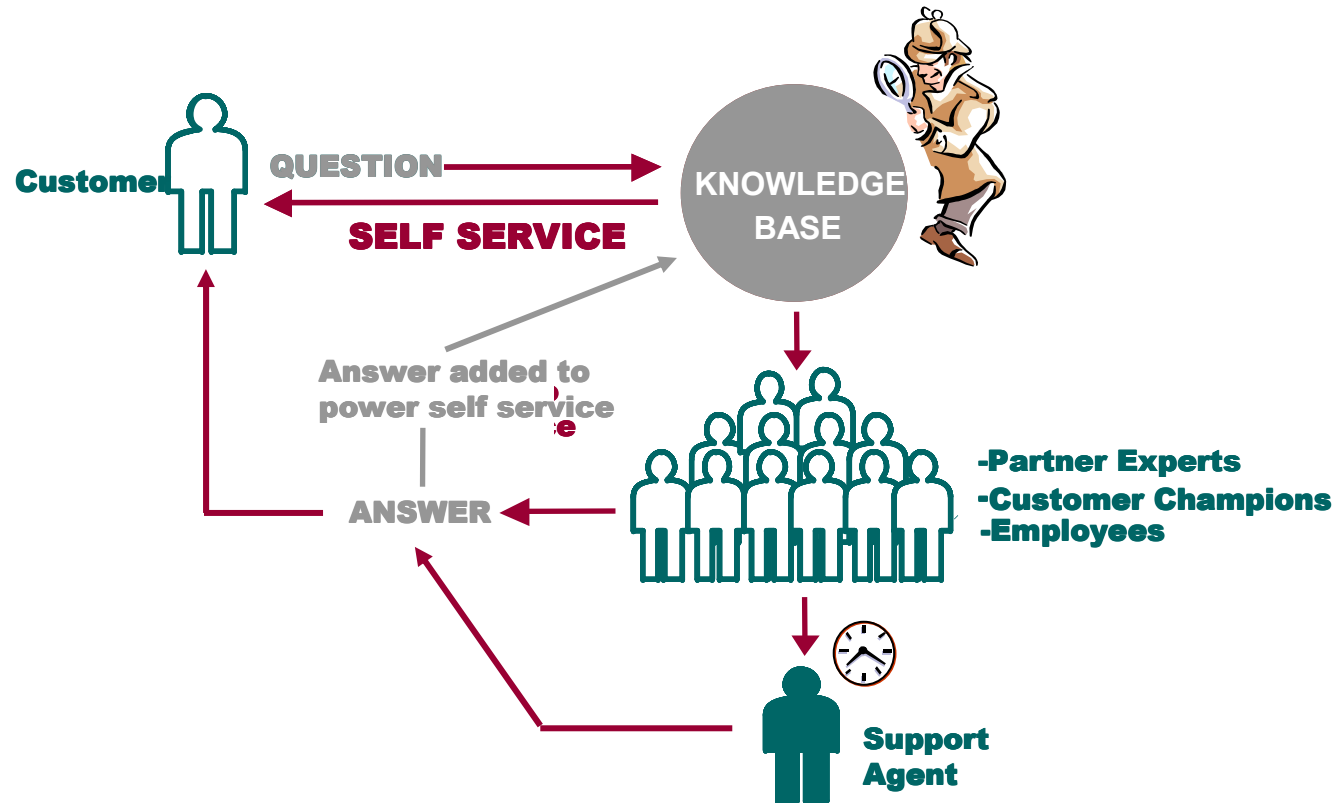 Customer
QUESTION
KNOWLEDGE
BASE
SELF SERVICE
Answer added to
power self service
ANSWER
-Partner Experts
-Customer Champions
-Employees
Support
Agent